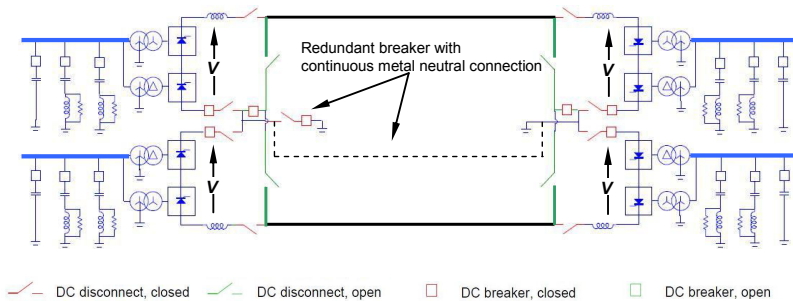 Redundant breaker with
continuous metal neutral connection
V
V
V
V
DC disconnect, closed
DC disconnect, open
DC breaker, closed
DC breaker, open